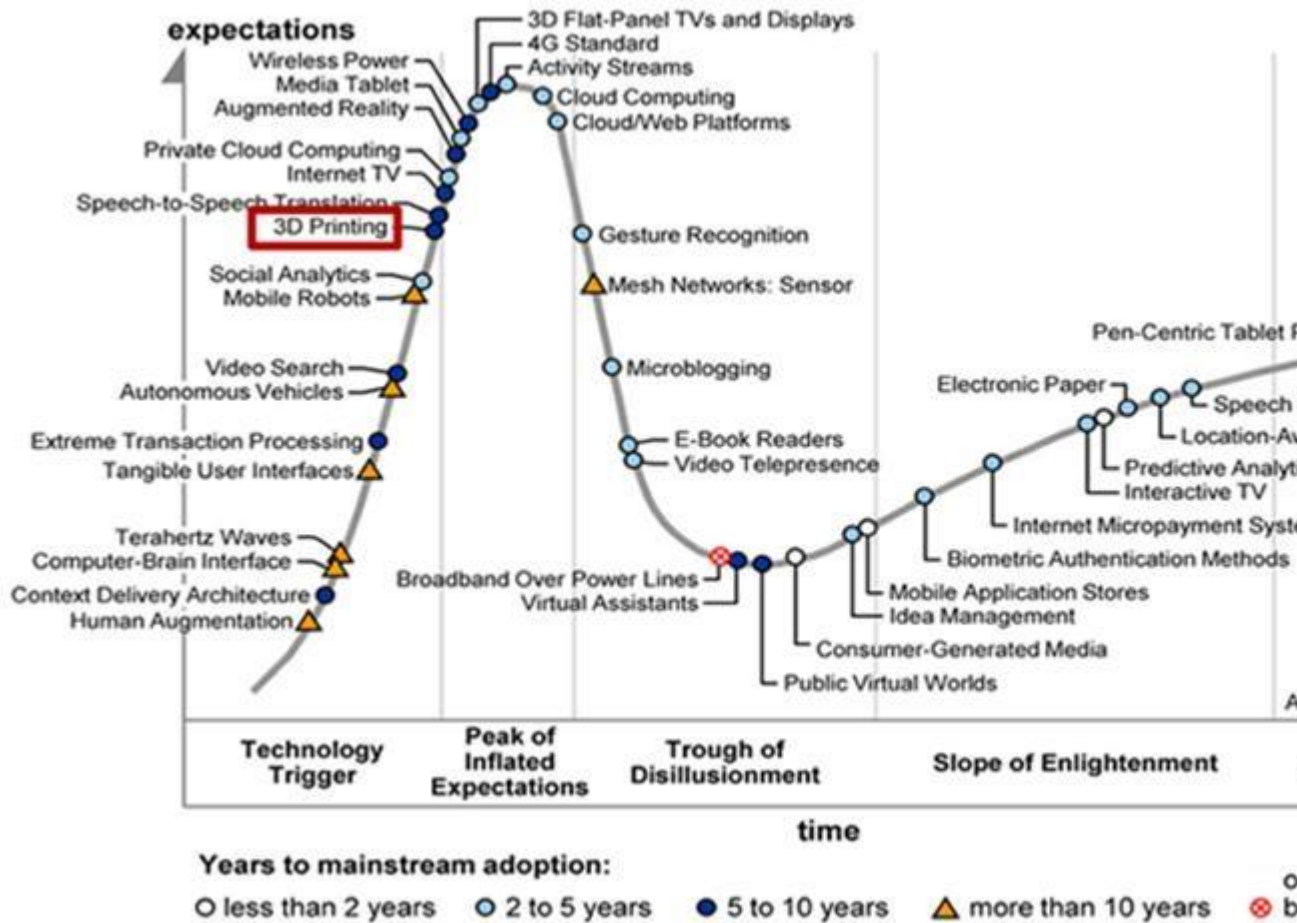 expectations
3D Flat-Panel TVs and Displays
4G Standard
Activity Streams
Wireless Power
Media Tablet
Augmented Reality
Cloud Computing
Cloud/Web Platforms
Private Cloud Computing
Internet TV
Speech-to-Speech Translation
3D Printing
Gesture Recognition
Social Analytics
Mobile Robots
Mesh Networks: Sensor
Video Search
Autonomous Vehicles
Microblogging
Extreme Transaction Processing
Tangible User Interfaces
E-Book Readers
Video Telepresence
Terahertz Waves
Computer-Brain Interface
Context Delivery Architecture
Human Augmentation
Broadband Over Power Lines
Virtual Assistants
Pen-Centric Tablet P
Electronic Paper
Speech
Location-Aw
Predictive Analyti
Interactive TV
Internet Micropayment Syste
Biometric Authentication Methods
Mobile Application Stores
Idea Management
Consumer-Generated Media
Public Virtual Worlds
A
Technology
Trigger
Peak of
Inflated
Expectations
Trough of
Disillusionment
Slope of Enlightenment
time
Years to mainstream adoption:
less than 2 years
2 to 5 years
5 to 10 years
more than 10 years
o
b